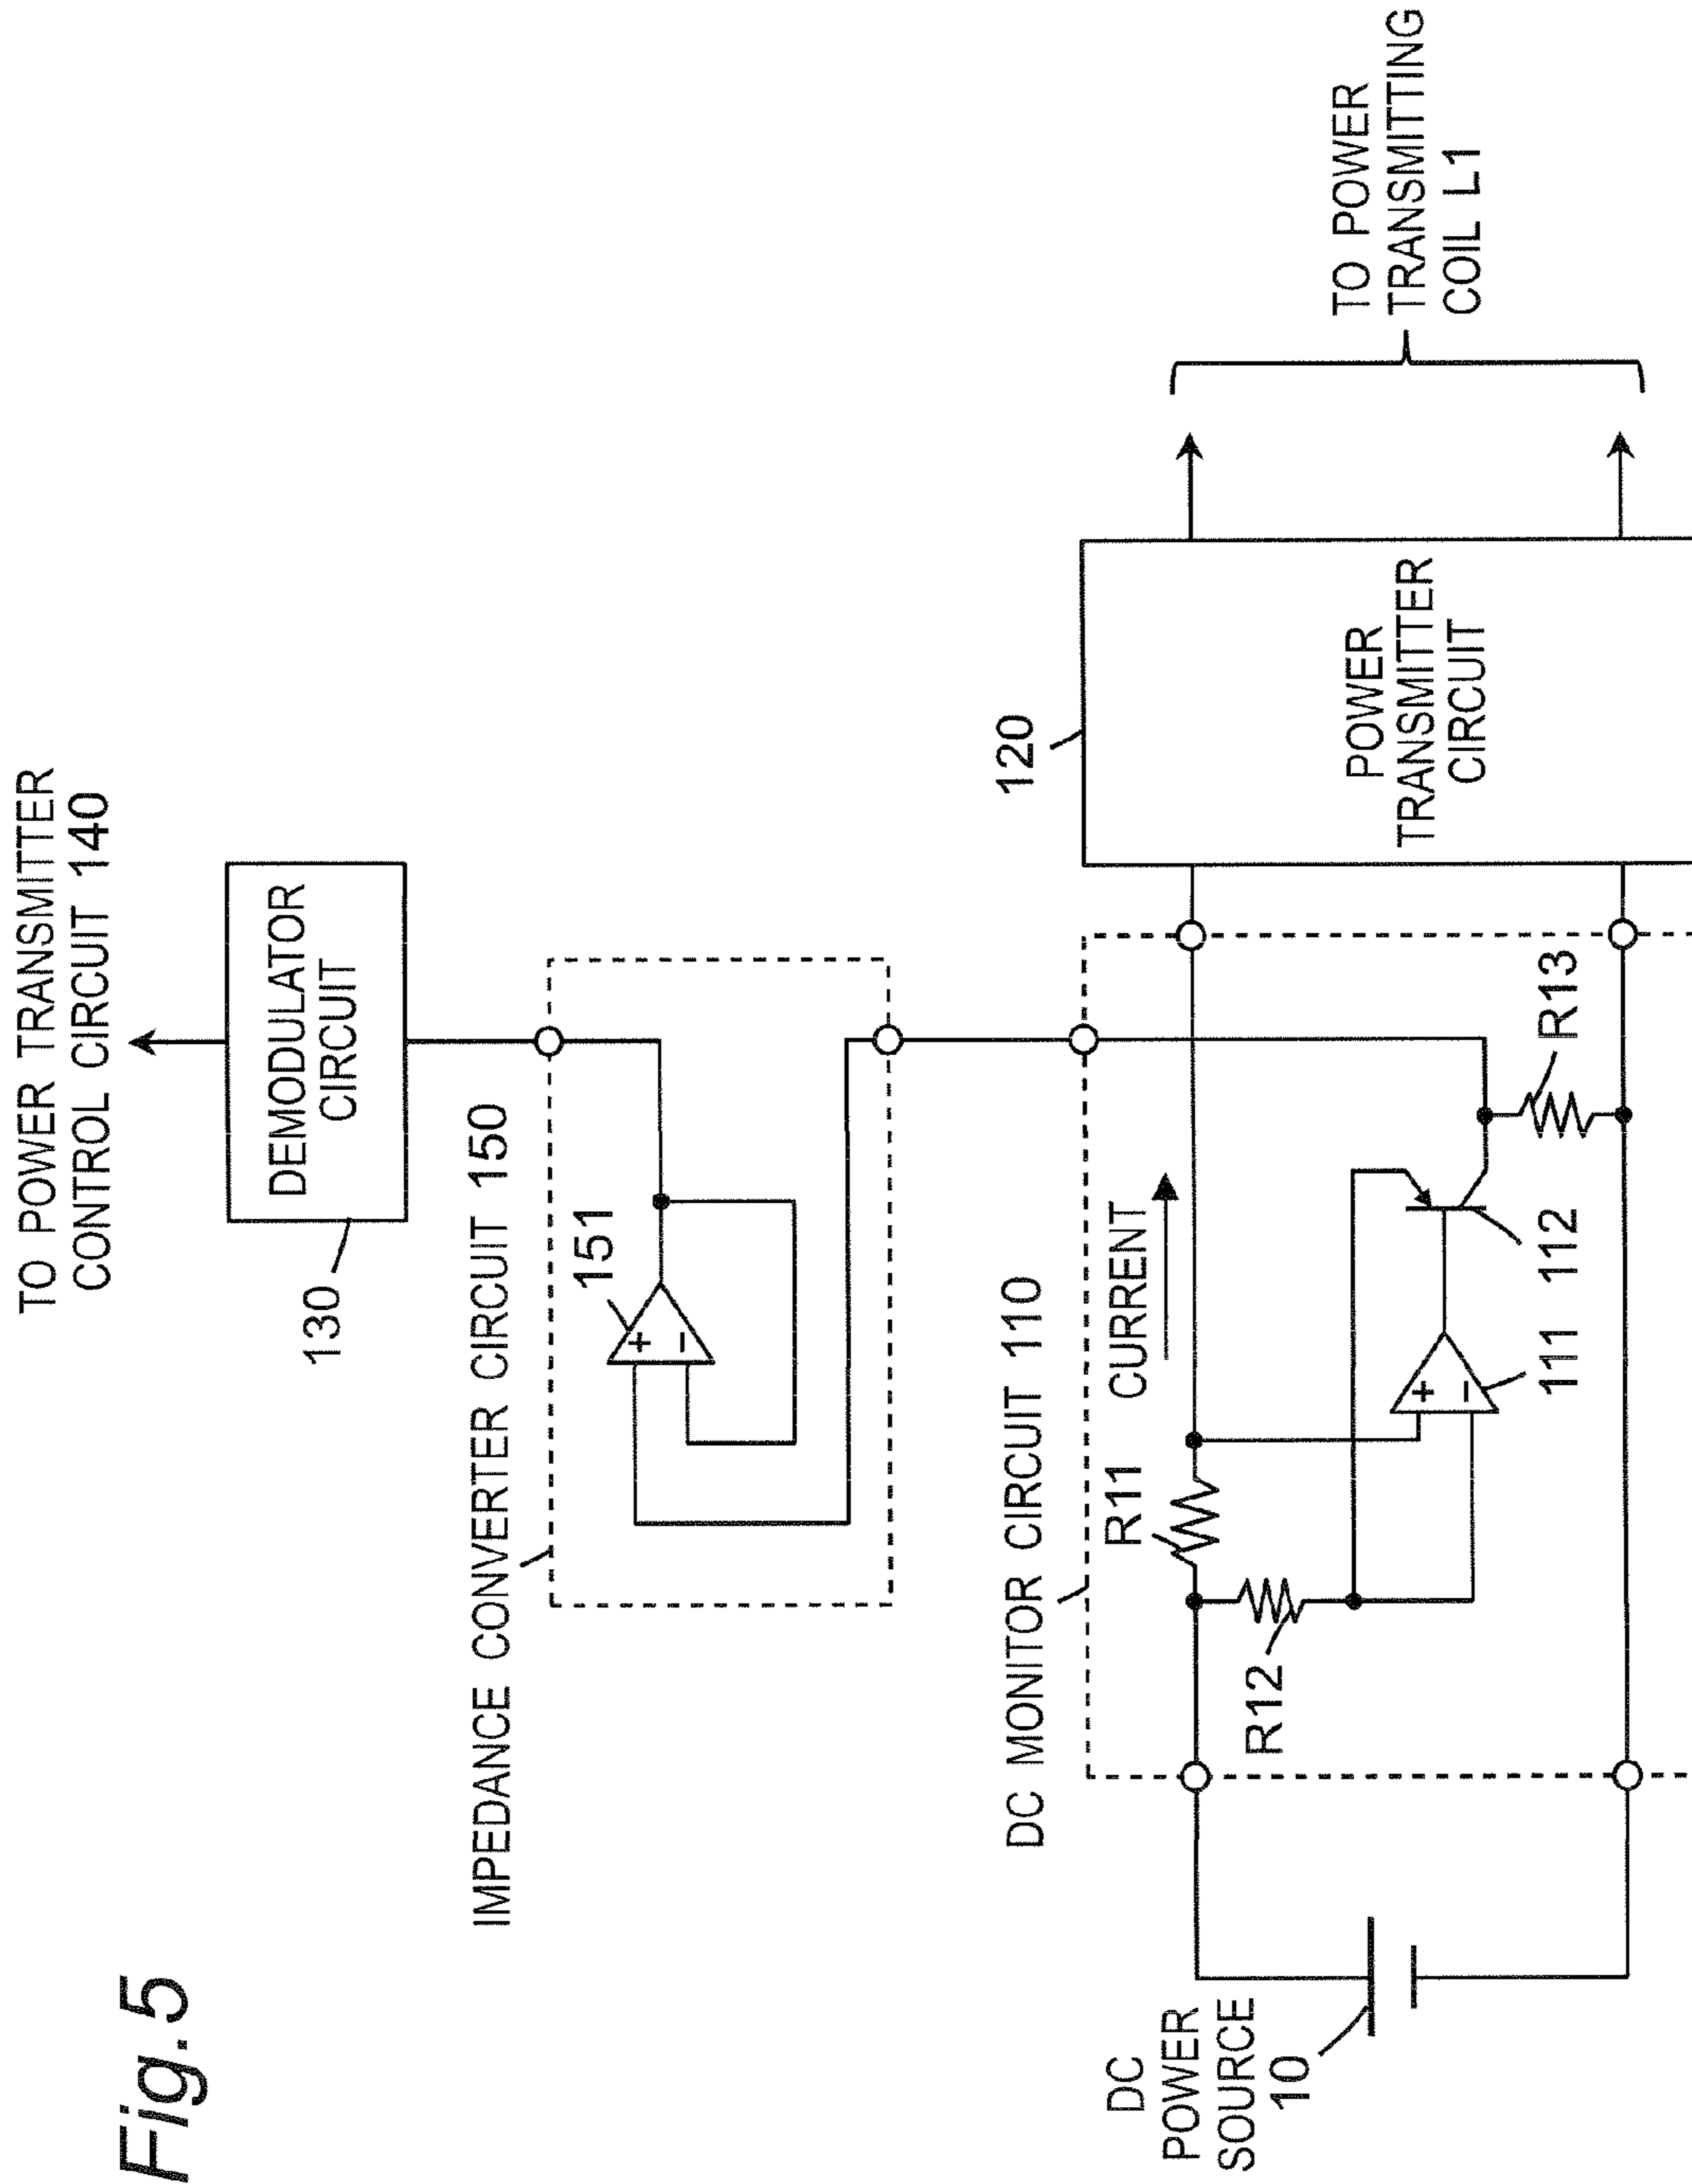 Fig.5
TO POWER TRANSMITTER
CONTROL CIRCUIT 140
DEMODULATOR
CIRCUIT
130
IMPEDANCE CONVERTER CIRCUIT 150
151
+
−
DC MONITOR CIRCUIT 110
R11
CURRENT
R12
+
−
111
112
R13
120
POWER
TRANSMITTER
CIRCUIT
TO POWER
TRANSMITTING
COIL L1
DC
POWER
SOURCE
10